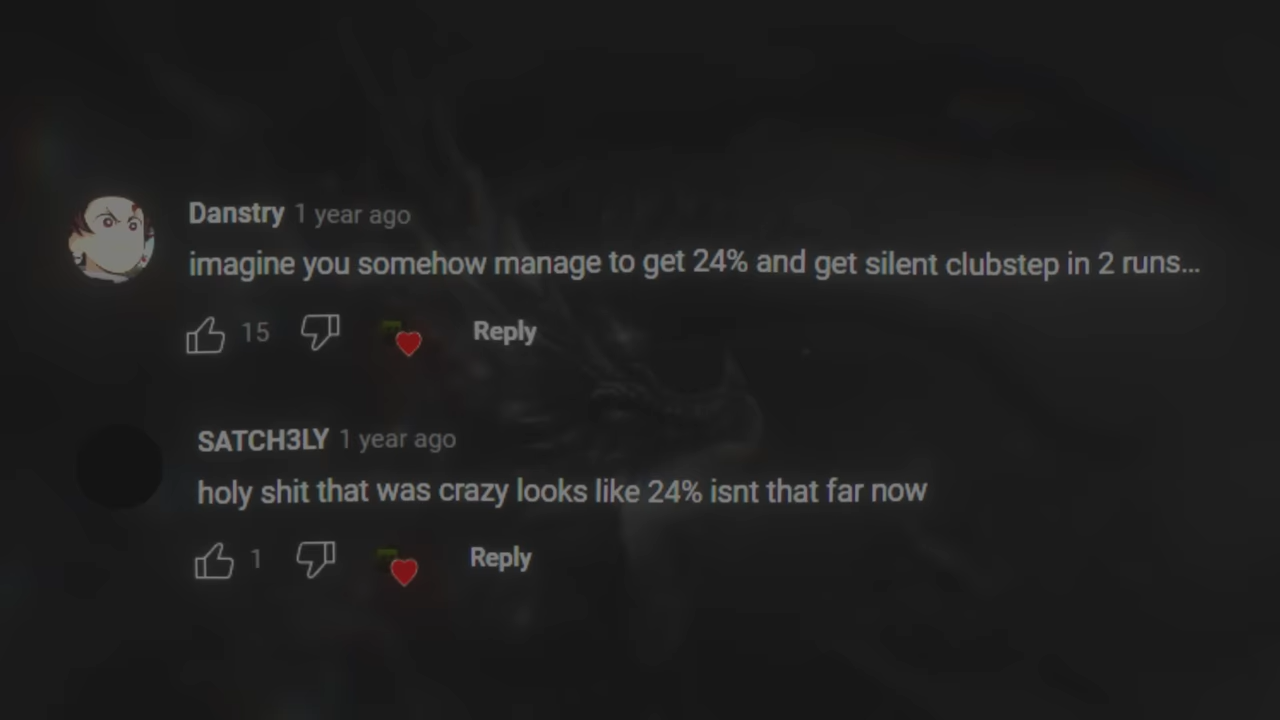 Danstry 1 year ago
imagine you somehow manage to get 24% and get silent clubstep in 2 runs...
15 Reply
SATCH3LY 1 year ago
holy shit that was crazy looks like 24% isnt that far now
1 Reply